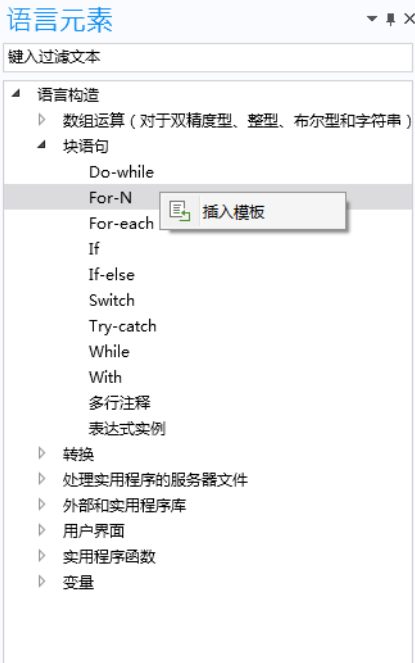 语言元素
键入过滤文本
语言构造
数组运算(对于双精度型、整型、布尔型和字符串)
块语句
Do-while
For-N
插入模板
For-each
If
If-else
Switch
Try-catch
While
With
多行注释
表达式实例
转换
处理实用程序的服务器文件
外部和实用程序库
用户界面
实用程序函数
变量